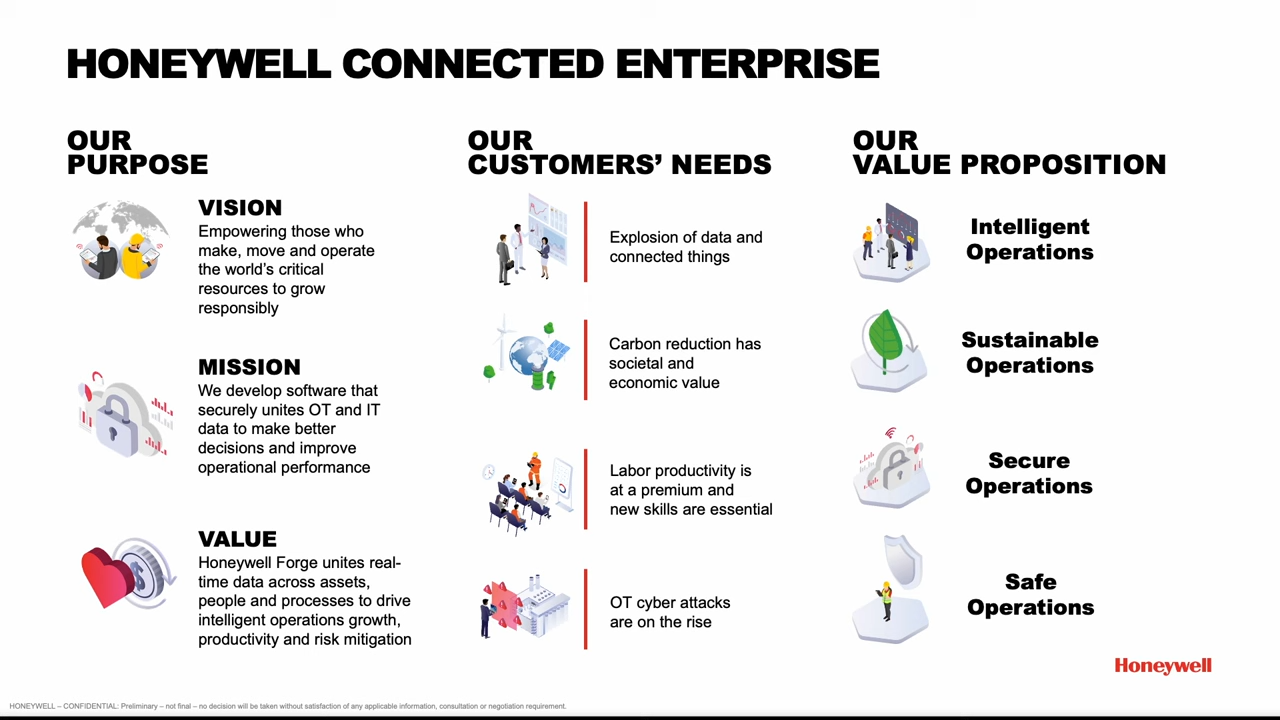 HONEYWELL CONNECTED ENTERPRISE
OUR
PURPOSE
VISION
Empowering those who
make, move and operate
the world's critical
resources to grow
responsibly
MISSION
We develop software that
securely unites OT and IT
data to make better
decisions and improve
operational performance
VALUE
Honeywell Forge unites real-
time data across assets,
people and processes to drive
intelligent operations growth,
productivity and risk mitigation
OUR
CUSTOMERS' NEEDS
Explosion of data and
connected things
Carbon reduction has
societal and
economic value
Labor productivity is
at a premium and
new skills are essential
OT cyber attacks
are on the rise
OUR
VALUE PROPOSITION
Intelligent
Operations
Sustainable
Operations
Secure
Operations
Safe
Operations
Honeywell
HONEYWELL – CONFIDENTIAL: Preliminary – not final – no decision will be taken without satisfaction of any applicable information, consultation or negotiation requirement.